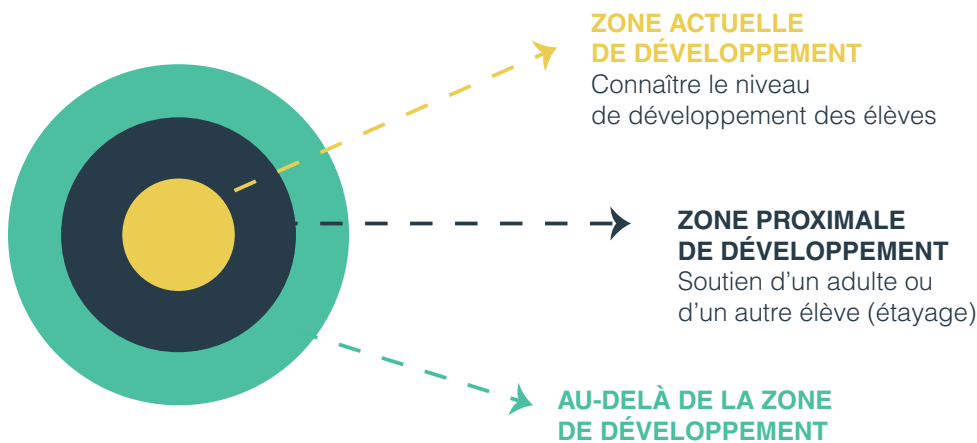 ZONE ACTUELLE
DE DÉVELOPPEMENT
Connaître le niveau
de développement des élèves
ZONE PROXIMALE
DE DÉVELOPPEMENT
Soutien d’un adulte ou
d’un autre élève (étayage)
AU-DELÀ DE LA ZONE
DE DÉVELOPPEMENT